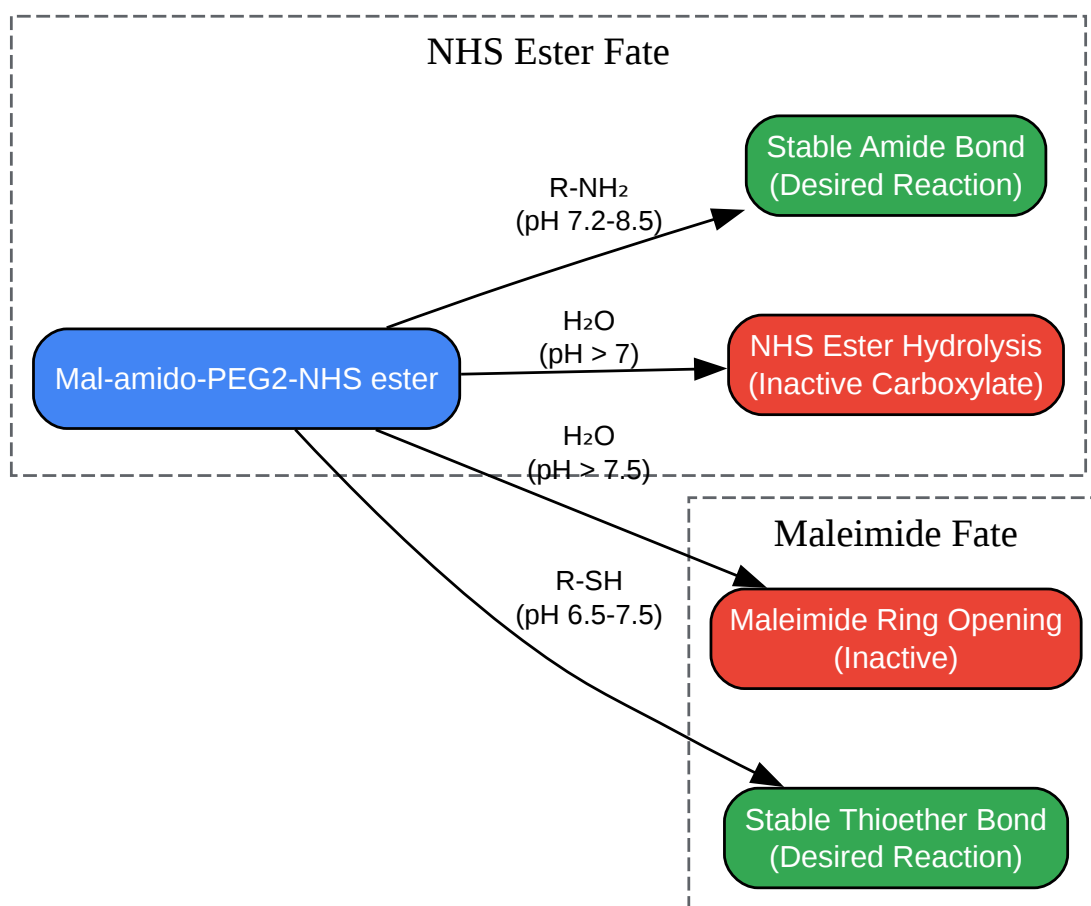 NHS Ester Fate
Stable Amide Bond
(Desired Reaction)
R-NH₂
(pH 7.2-8.5)
H₂O
(pH > 7)
NHS Ester Hydrolysis
(Inactive Carboxylate)
Mal-amido-PEG2-NHS ester
H₂O
(pH > 7.5)
Maleimide Fate
R-SH
(pH 6.5-7.5)
Maleimide Ring Opening
(Inactive)
Stable Thioether Bond
(Desired Reaction)